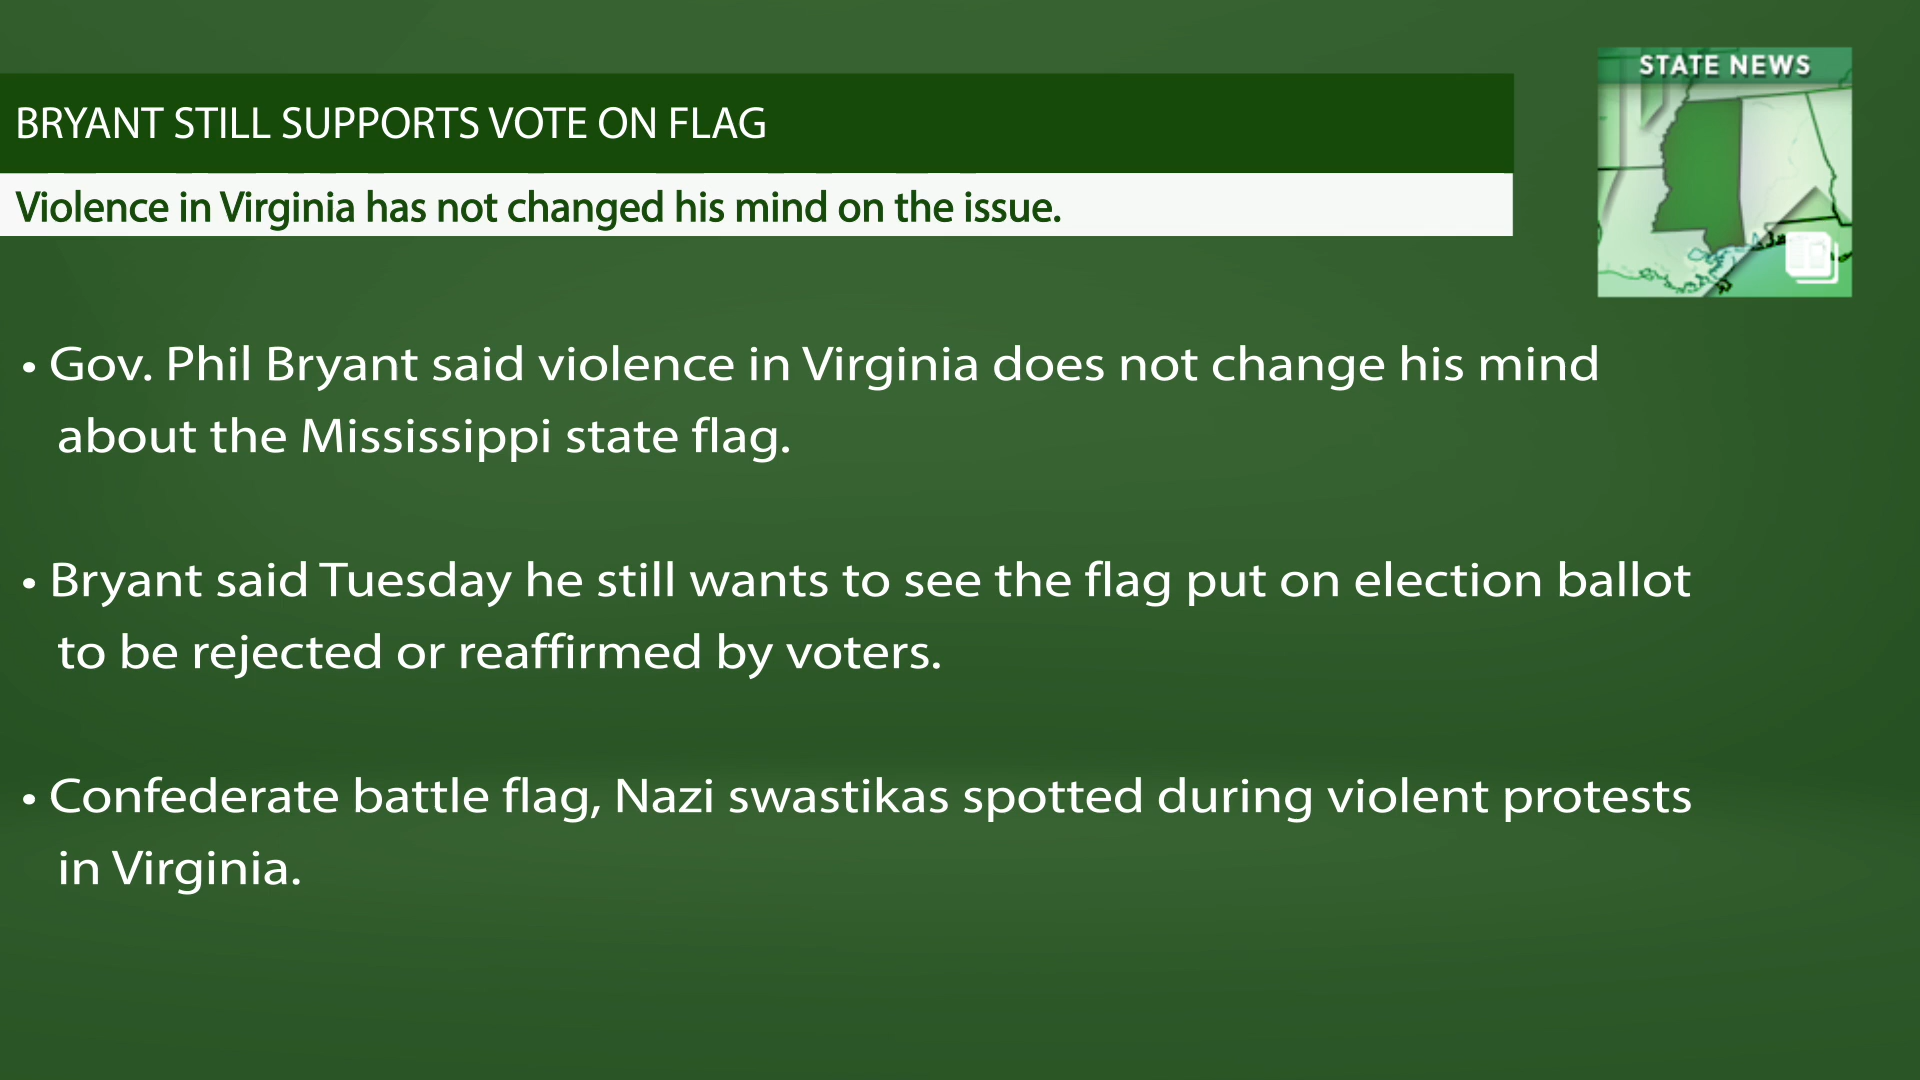 STATE NEWS
BRYANT STILL SUPPORTS VOTE ON FLAG
Violence in Virginia has not changed his mind on the issue.
• Gov. Phil Bryant said violence in Virginia does not change his mind
about the Mississippi state flag.
• Bryant said Tuesday he still wants to see the flag put on election ballot
to be rejected or reaffirmed by voters.
• Confederate battle flag, Nazi swastikas spotted during violent protests
in Virginia.